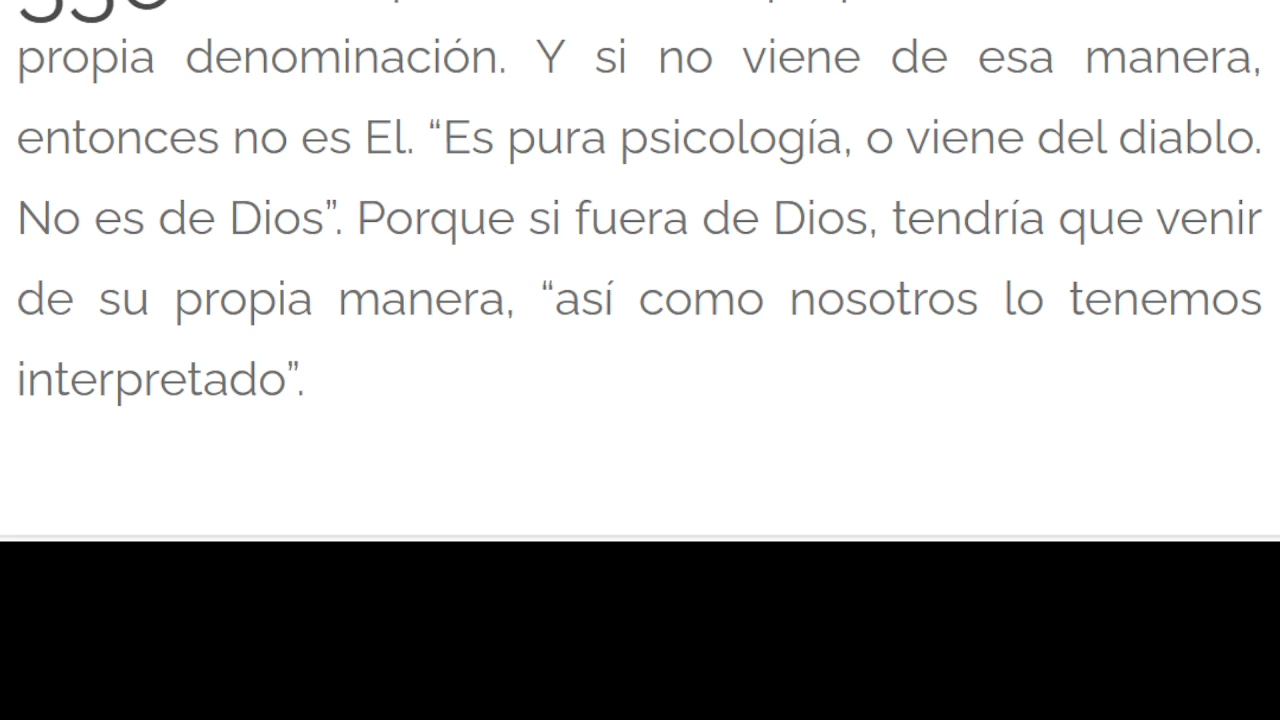 propia denominación. Y si no viene de esa manera,
entonces no es El. “Es pura psicología, o viene del diablo.
No es de Dios”. Porque si fuera de Dios, tendría que venir
de su propia manera, “así como nosotros lo tenemos
interpretado”.